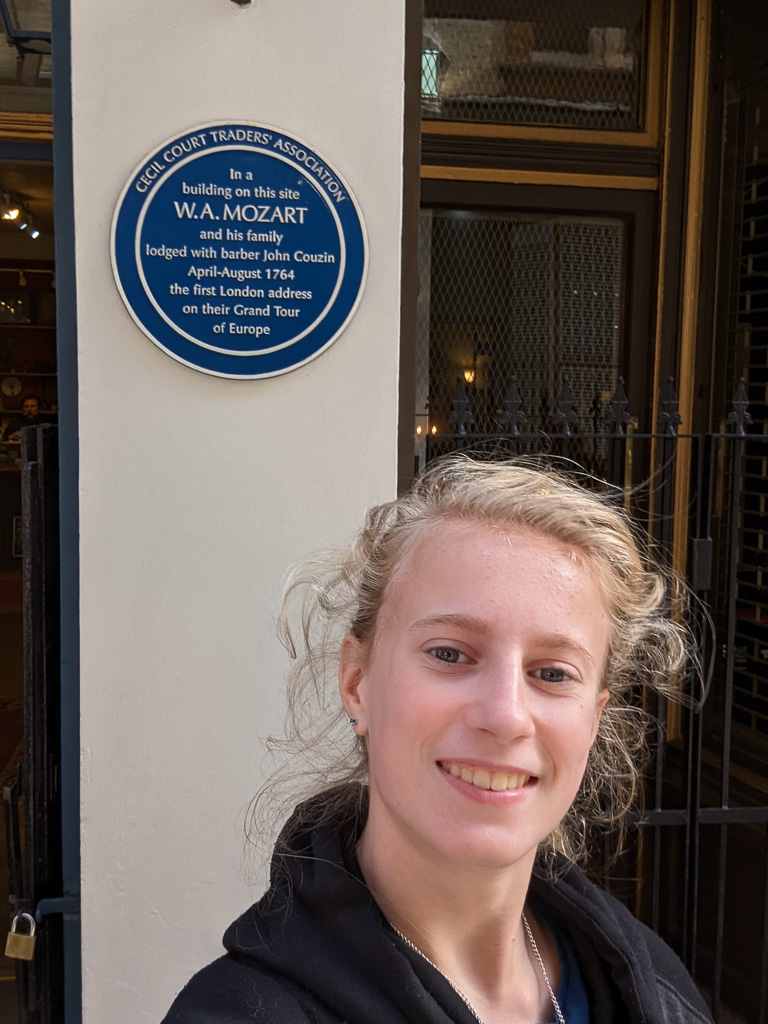 CECIL COURT TRADERS' ASSOCIATION
In a
building on this site
W.A. MOZART
and his family
lodged with barber John Couzin
April-August 1764
the first London address
on their Grand Tour
of Europe